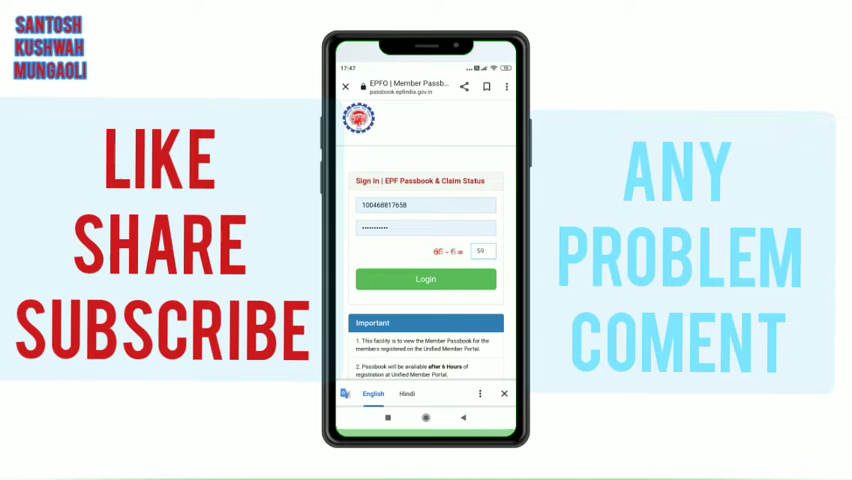 SANTOSH
KUSHWAH
MUNGAOLI
LIKE
SHARE
SUBSCRIBE
17:47
EPFO | Member Passb...
passbook.epfindia.gov.in
Sign In | EPF Passbook & Claim Status
100468817658
•••••••••••
65 - 6 = 59
Login
Important
1. This facility is to view the Member Passbook for the
members registered on the Unified Member Portal.
2. Passbook will be available after 6 Hours of
registration at Unified Member Portal.
English Hindi
ANY
PROBLEM
COMENT